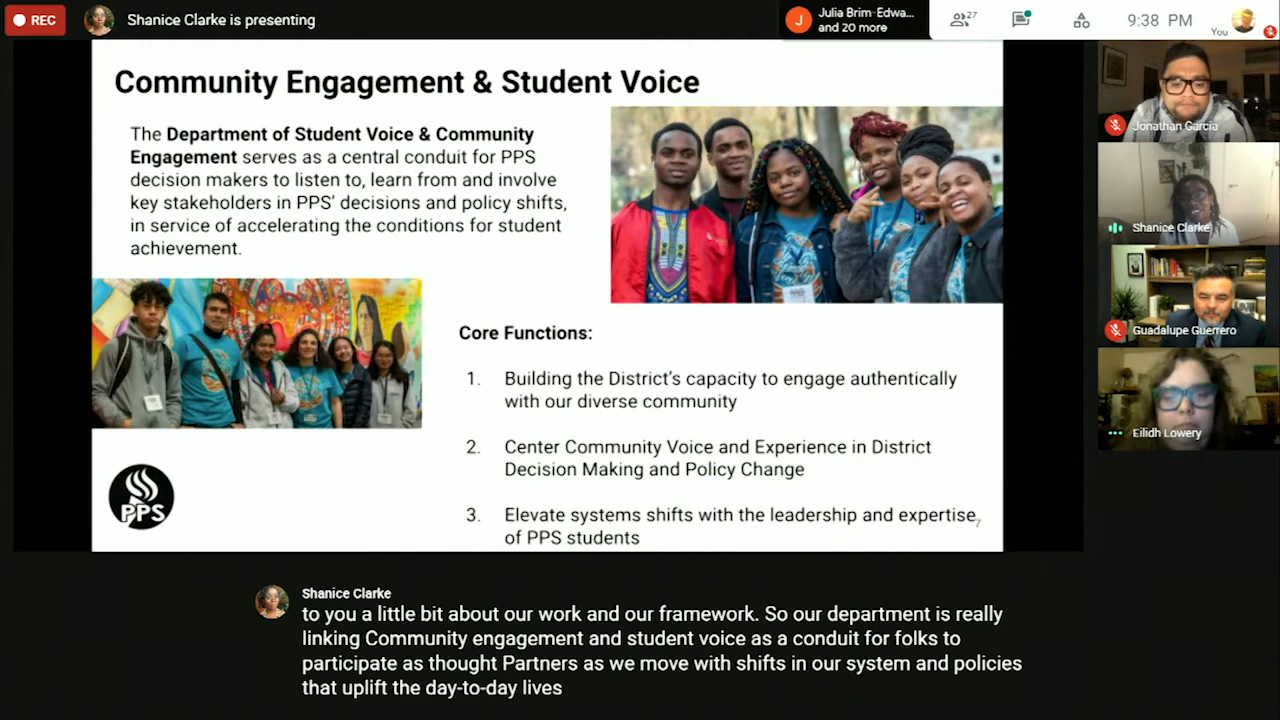 REC
Shanice Clarke is presenting
J
Julia Brim-Edwa...
and 20 more
27
9:38 PM
You
Community Engagement & Student Voice
The Department of Student Voice & Community
Engagement serves as a central conduit for PPS
decision makers to listen to, learn from and involve
key stakeholders in PPS' decisions and policy shifts,
in service of accelerating the conditions for student
achievement.
Core Functions:
1. Building the District's capacity to engage authentically
with our diverse community
2. Center Community Voice and Experience in District
Decision Making and Policy Change
3. Elevate systems shifts with the leadership and expertise
of PPS students
7
PPS
Jonathan Garcia
Shanice Clarke
Guadalupe Guerrero
Eilidh Lowery
Shanice Clarke
to you a little bit about our work and our framework. So our department is really
linking Community engagement and student voice as a conduit for folks to
participate as thought Partners as we move with shifts in our system and policies
that uplift the day-to-day lives